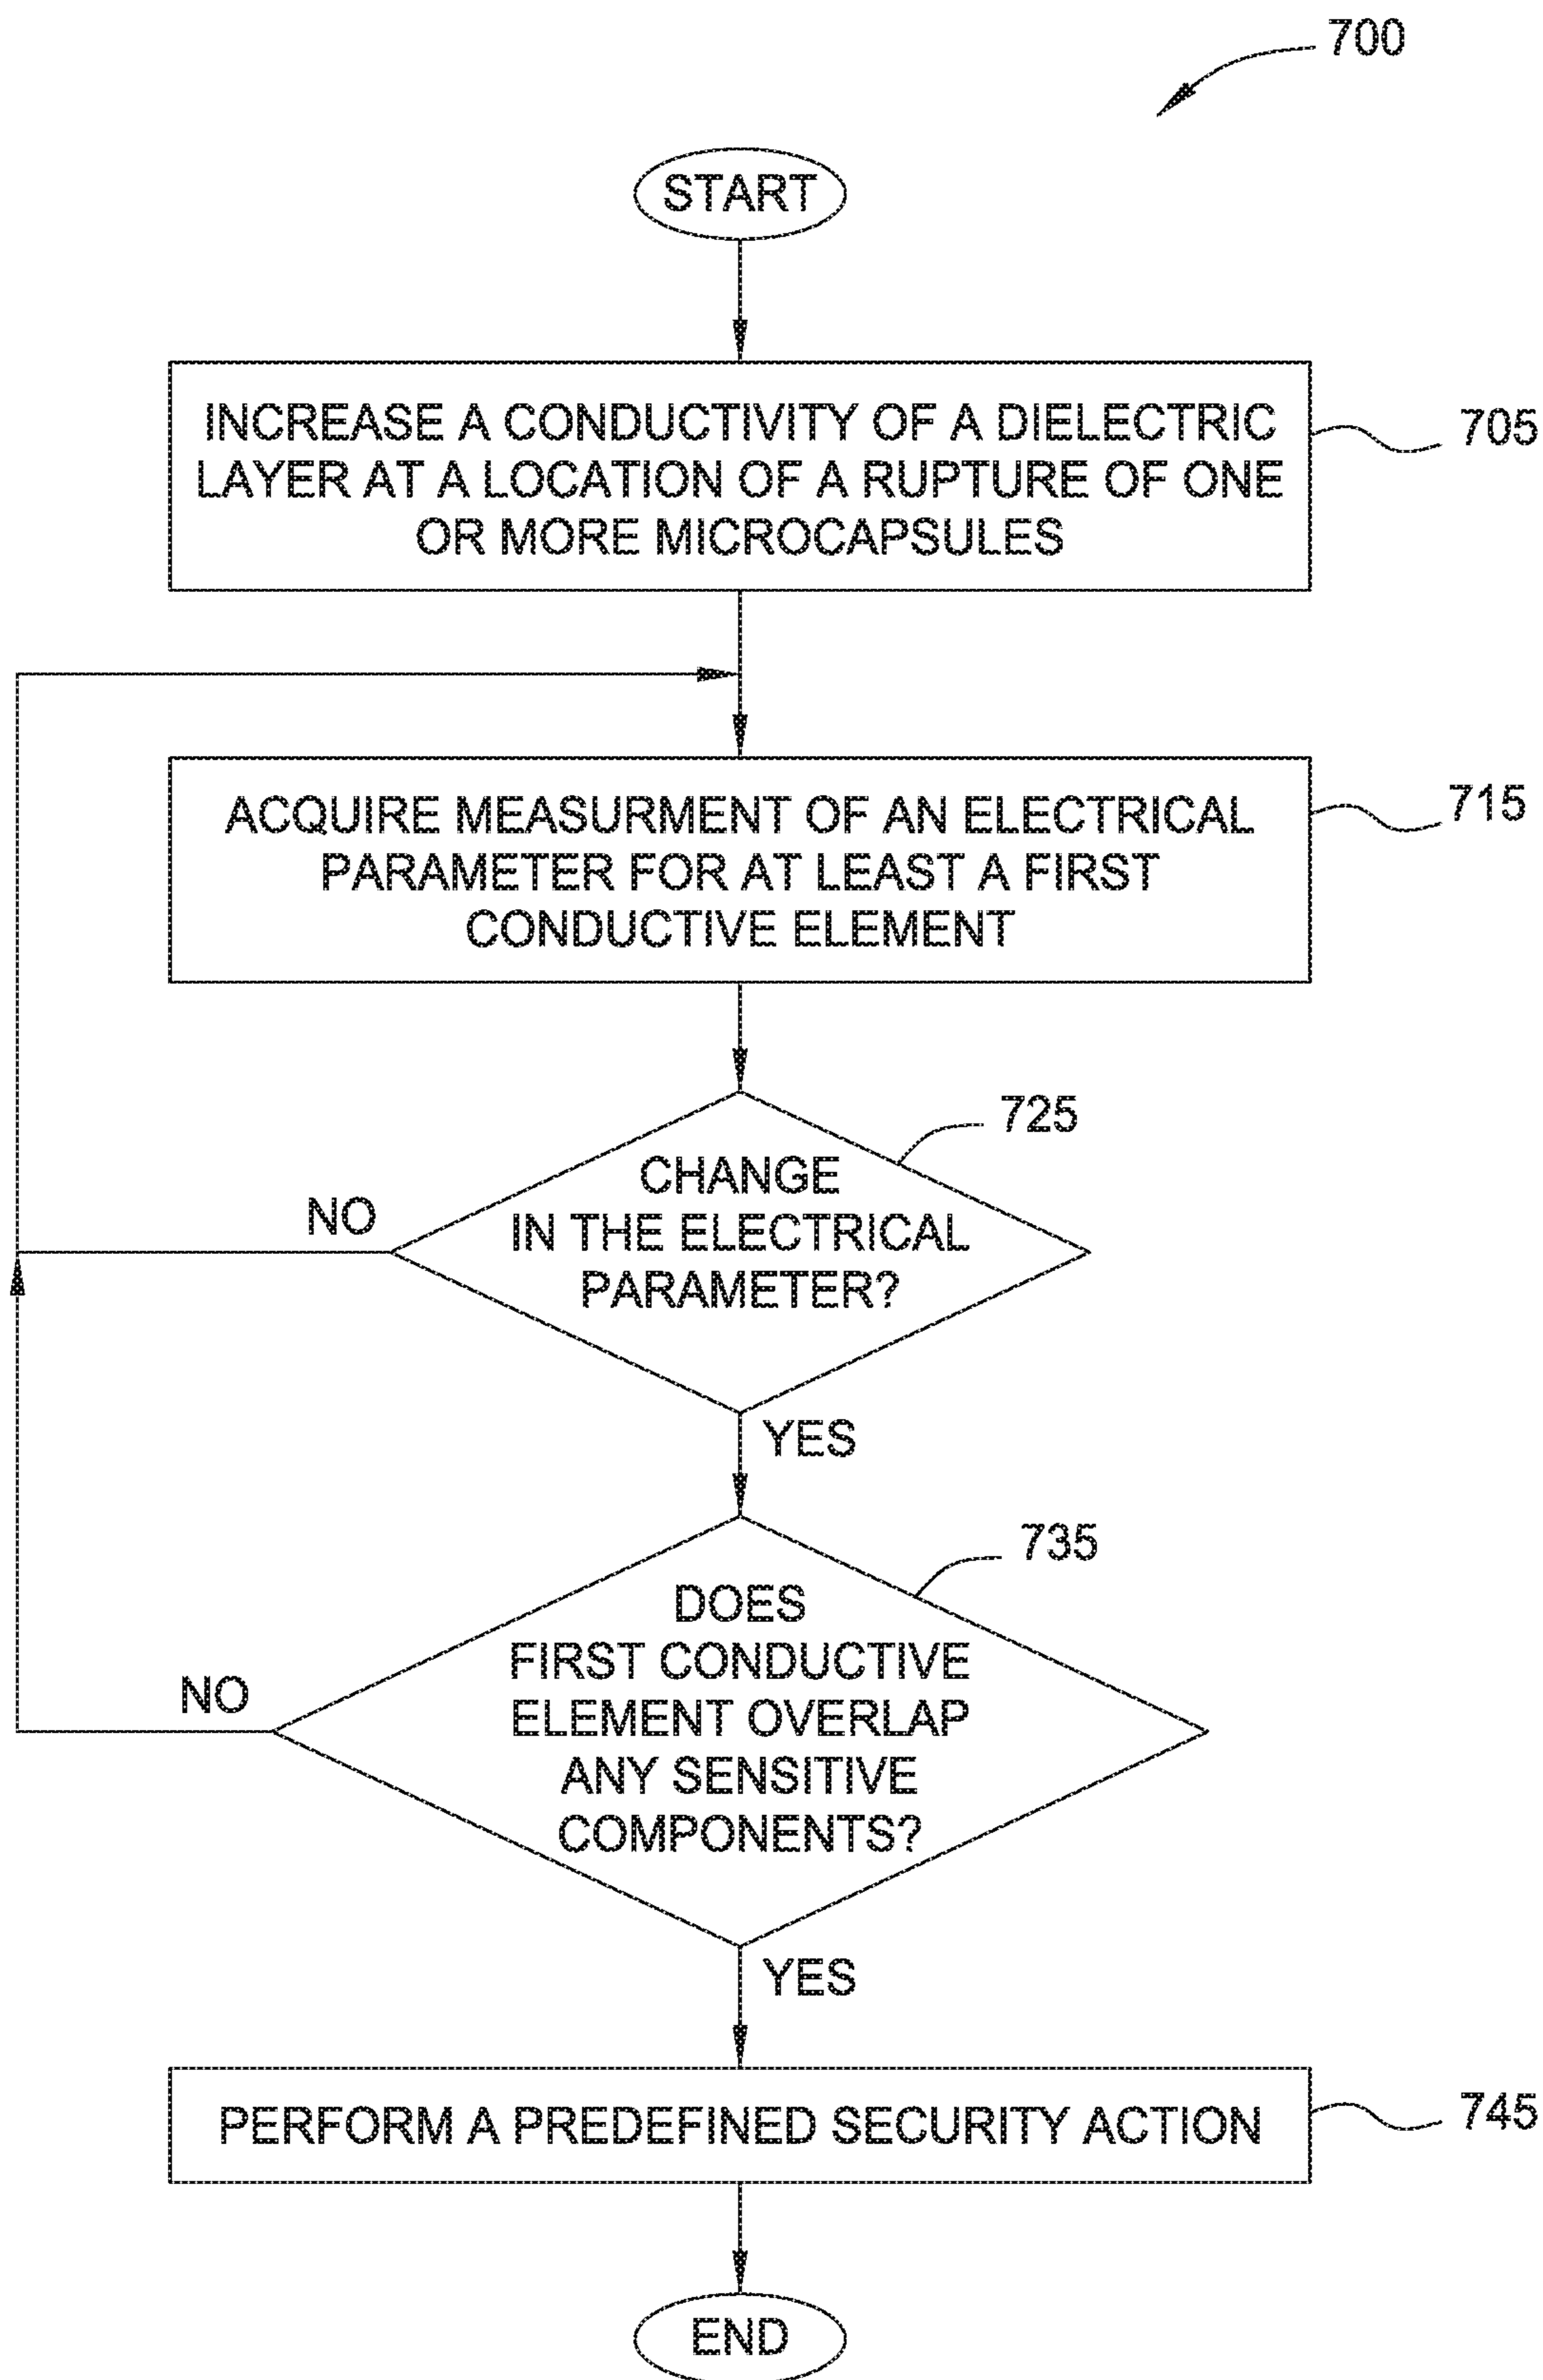 700
START
INCREASE A CONDUCTIVITY OF A DIELECTRIC
LAYER AT A LOCATION OF A RUPTURE OF ONE
OR MORE MICROCAPSULES
705
ACQUIRE MEASURMENT OF AN ELECTRICAL
PARAMETER FOR AT LEAST A FIRST
CONDUCTIVE ELEMENT
715
CHANGE
IN THE ELECTRICAL
PARAMETER?
725
NO
YES
DOES
FIRST CONDUCTIVE
ELEMENT OVERLAP
ANY SENSITIVE
COMPONENTS?
735
NO
YES
PERFORM A PREDEFINED SECURITY ACTION
745
END